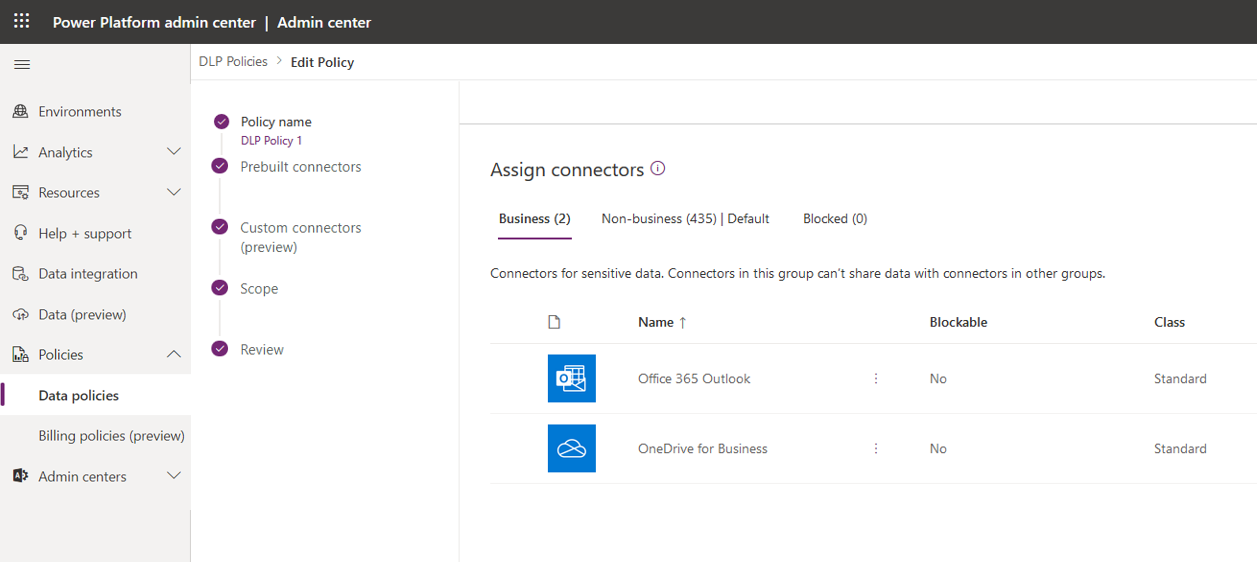 Power Platform admin center | Admin center
DLP Policies > Edit Policy
Environments
Analytics
Resources
Help + support
Data integration
Data (preview)
Policies
Data policies
Billing policies (preview)
Admin centers
Policy name
DLP Policy 1
Prebuilt connectors
Custom connectors
(preview)
Scope
Review
Assign connectors
Business (2) Non-business (435) | Default Blocked (0)
Connectors for sensitive data. Connectors in this group can't share data with connectors in other groups.
Name ↑ Blockable Class
Office 365 Outlook No Standard
OneDrive for Business No Standard